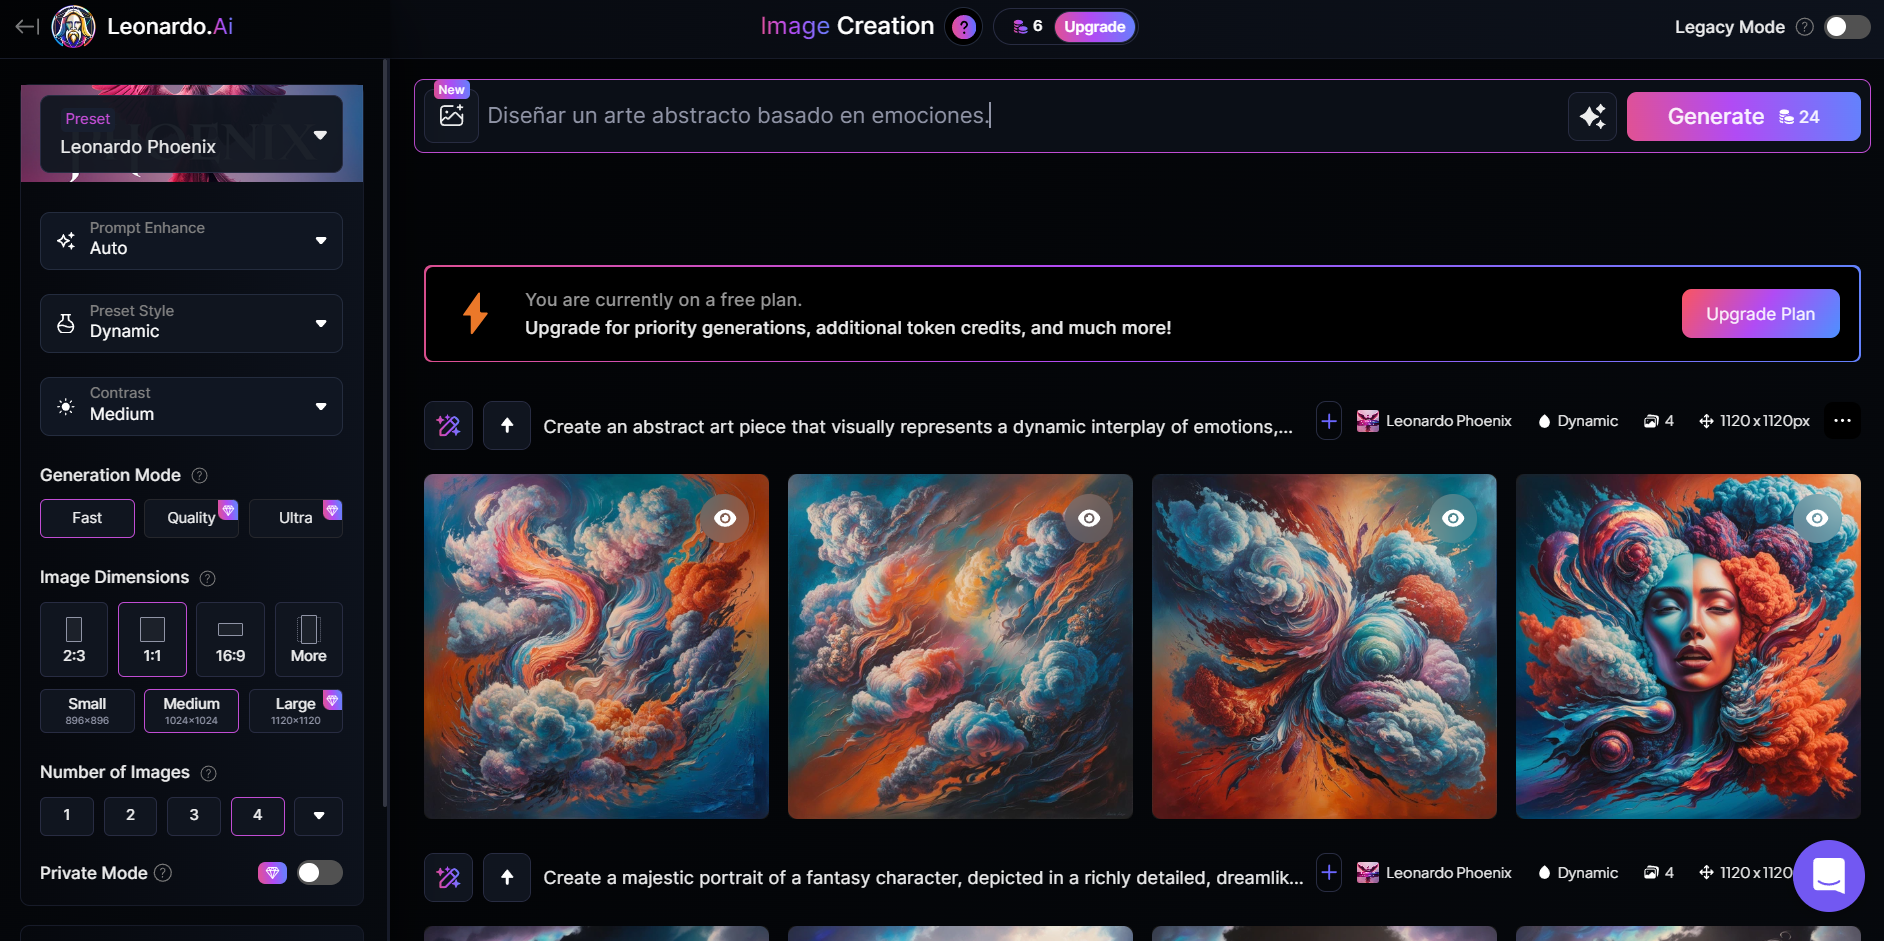 Leonardo.Ai
Image Creation
?
6
Upgrade
Legacy Mode ?
Preset
Leonardo Phoenix
PHOENIX
Prompt Enhance
Auto
Preset Style
Dynamic
Contrast
Medium
Generation Mode ?
Fast
Quality
Ultra
Image Dimensions ?
2:3
1:1
16:9
More
Small
896×896
Medium
1024×1024
Large
1120×1120
Number of Images ?
1
2
3
4
Private Mode ?
New
Diseñar un arte abstracto basado en emociones.
Generate 24
You are currently on a free plan.
Upgrade for priority generations, additional token credits, and much more!
Upgrade Plan
Create an abstract art piece that visually represents a dynamic interplay of emotions,...
+ Leonardo Phoenix Dynamic 4 1120 x 1120px ...
Create a majestic portrait of a fantasy character, depicted in a richly detailed, dreamlik...
+ Leonardo Phoenix Dynamic 4 1120 x 1120